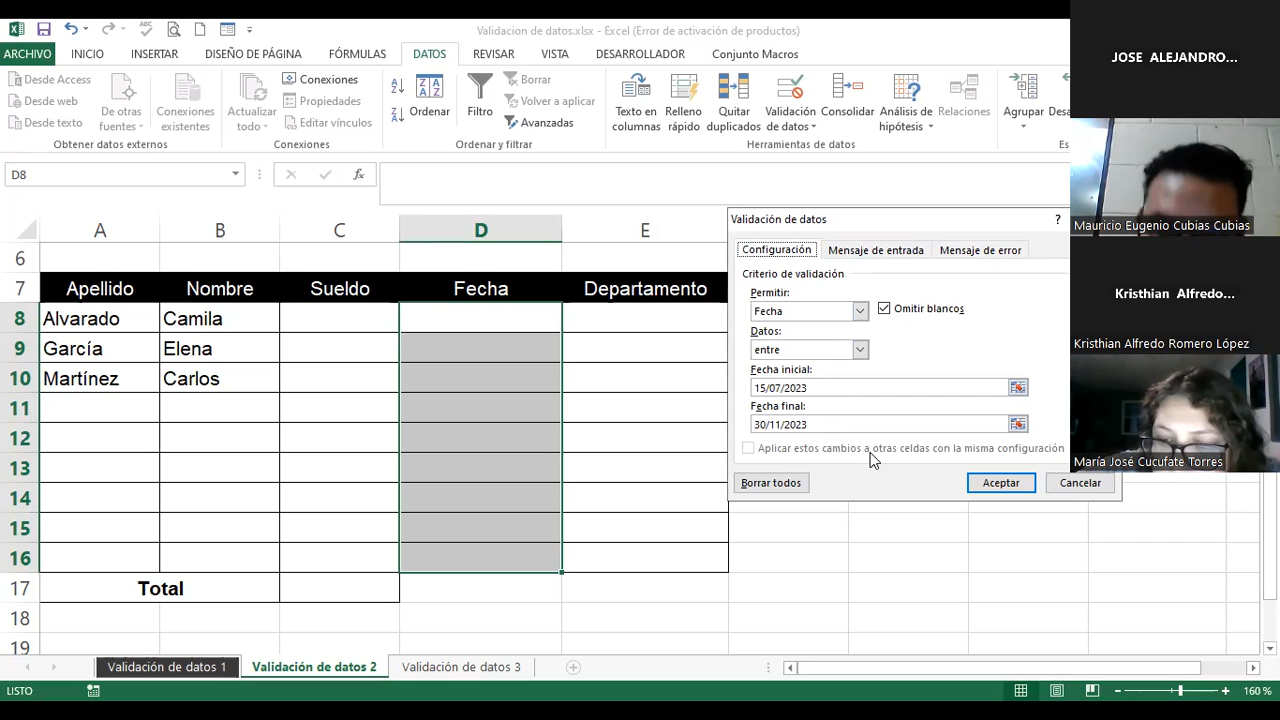 Validacion de datos.xlsx - Excel (Error de activación de productos)
ARCHIVO INICIO INSERTAR DISEÑO DE PÁGINA FÓRMULAS DATOS REVISAR VISTA DESARROLLADOR Conjunto Macros
Desde Access
Desde web
Desde texto
De otras fuentes
Conexiones existentes
Obtener datos externos
Actualizar todo
Conexiones
Propiedades
Editar vínculos
Conexiones
Ordenar
Filtro
Borrar
Volver a aplicar
Avanzadas
Ordenar y filtrar
Texto en columnas
Relleno rápido
Quitar duplicados
Validación de datos
Consolidar
Análisis de hipótesis
Relaciones
Herramientas de datos
Agrupar
D8
fx
A B C D E
6
7 Apellido Nombre Sueldo Fecha Departamento
8 Alvarado Camila
9 García Elena
10 Martínez Carlos
11
12
13
14
15
16
17 Total
18
19
Validación de datos ?
Configuración Mensaje de entrada Mensaje de error
Criterio de validación
Permitir:
Fecha
Omitir blancos
Datos:
entre
Fecha inicial:
15/07/2023
Fecha final:
30/11/2023
Aplicar estos cambios a otras celdas con la misma configuración
Borrar todos Aceptar Cancelar
Validación de datos 1 Validación de datos 2 Validación de datos 3
LISTO
160 %
JOSE ALEJANDRO...
Mauricio Eugenio Cubias Cubias
Kristhian Alfredo...
Kristhian Alfredo Romero López
María José Cucufate Torres